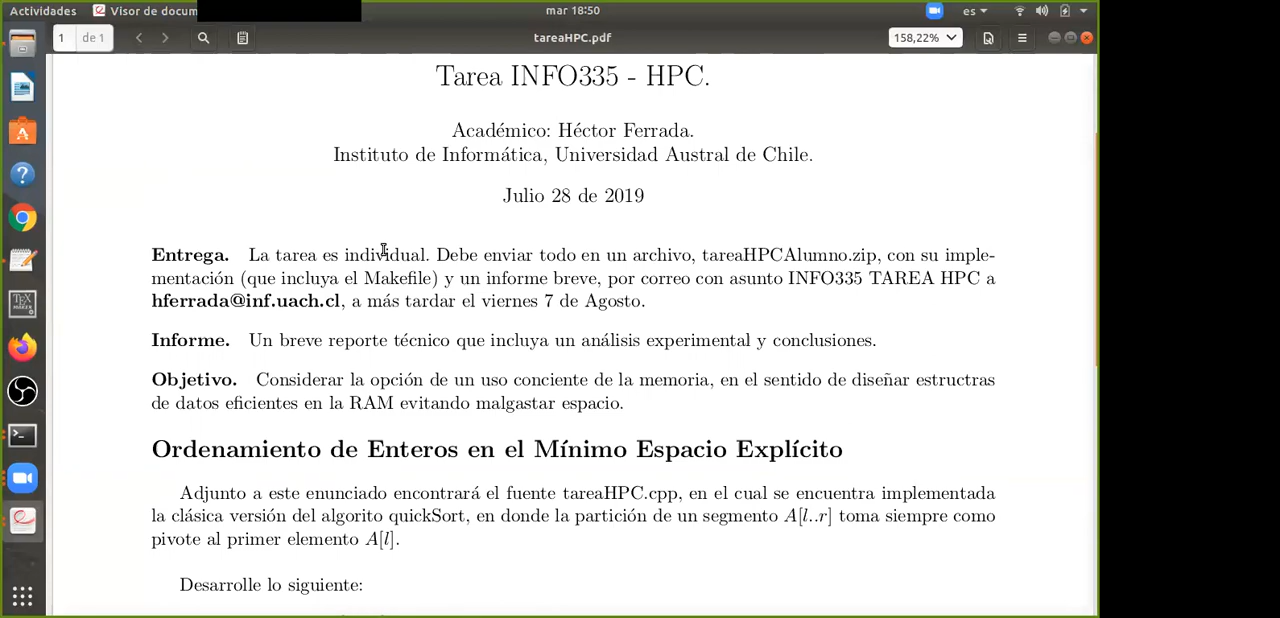 Actividades Visor de docum mar 18:50 es
1 de 1 tareaHPC.pdf 158,22%
Tarea INFO335 - HPC.
Académico: Héctor Ferrada.
Instituto de Informática, Universidad Austral de Chile.
Julio 28 de 2019
Entrega. La tarea es individual. Debe enviar todo en un archivo, tareaHPCAlumno.zip, con su imple-
mentación (que incluya el Makefile) y un informe breve, por correo con asunto INFO335 TAREA HPC a
hferrada@inf.uach.cl, a más tardar el viernes 7 de Agosto.
Informe. Un breve reporte técnico que incluya un análisis experimental y conclusiones.
Objetivo. Considerar la opción de un uso conciente de la memoria, en el sentido de diseñar estructras
de datos eficientes en la RAM evitando malgastar espacio.
Ordenamiento de Enteros en el Mínimo Espacio Explícito
Adjunto a este enunciado encontrará el fuente tareaHPC.cpp, en el cual se encuentra implementada
la clásica versión del algorito quickSort, en donde la partición de un segmento A[l..r] toma siempre como
pivote al primer elemento A[l].
Desarrolle lo siguiente: